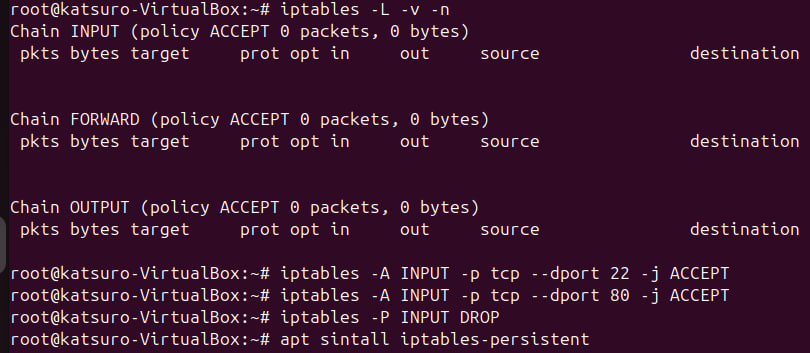 root@katsuro-VirtualBox:~# iptables -L -v -n
Chain INPUT (policy ACCEPT 0 packets, 0 bytes)
 pkts bytes target     prot opt in     out     source               destination
Chain FORWARD (policy ACCEPT 0 packets, 0 bytes)
 pkts bytes target     prot opt in     out     source               destination
Chain OUTPUT (policy ACCEPT 0 packets, 0 bytes)
 pkts bytes target     prot opt in     out     source               destination
root@katsuro-VirtualBox:~# iptables -A INPUT -p tcp --dport 22 -j ACCEPT
root@katsuro-VirtualBox:~# iptables -A INPUT -p tcp --dport 80 -j ACCEPT
root@katsuro-VirtualBox:~# iptables -P INPUT DROP
root@katsuro-VirtualBox:~# apt sintall iptables-persistent